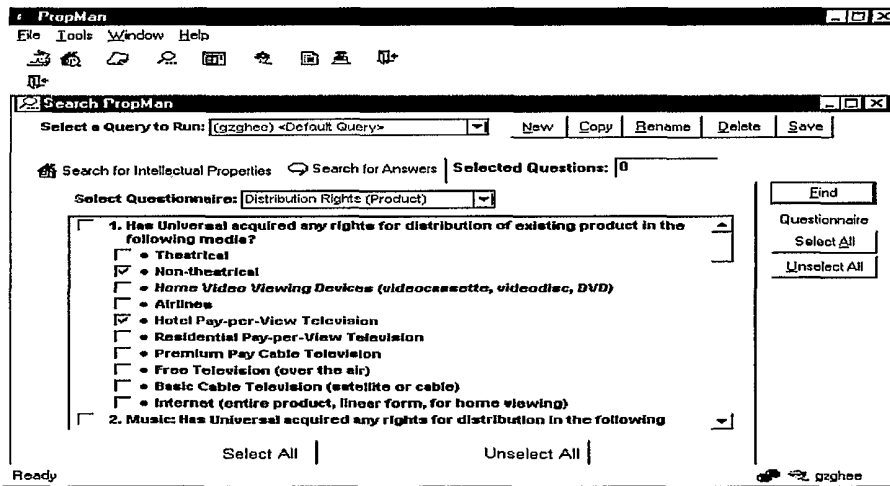 PropMan
File Tools Window Help
Search PropMan
Select a Query to Run: (gzghee) <Default Query> New Copy Rename Delete Save
Search for Intellectual Properties Search for Answers Selected Questions: 0
Select Questionnaire: Distribution Rights (Product)
Find
Questionnaire
Select All
Unselect All
1. Has Universal acquired any rights for distribution of existing product in the
following media?
• Theatrical
• Non-theatrical
• Home Video Viewing Devices (videocassette, videodisc, DVD)
• Airlines
• Hotel Pay-per-View Television
• Residential Pay-per-View Television
• Premium Pay Cable Television
• Free Television (over the air)
• Basic Cable Television (satellite or cable)
• Internet (entire product, linear form, for home viewing)
2. Music: Has Universal acquired any rights for distribution in the following
Select All Unselect All
Ready gzghee